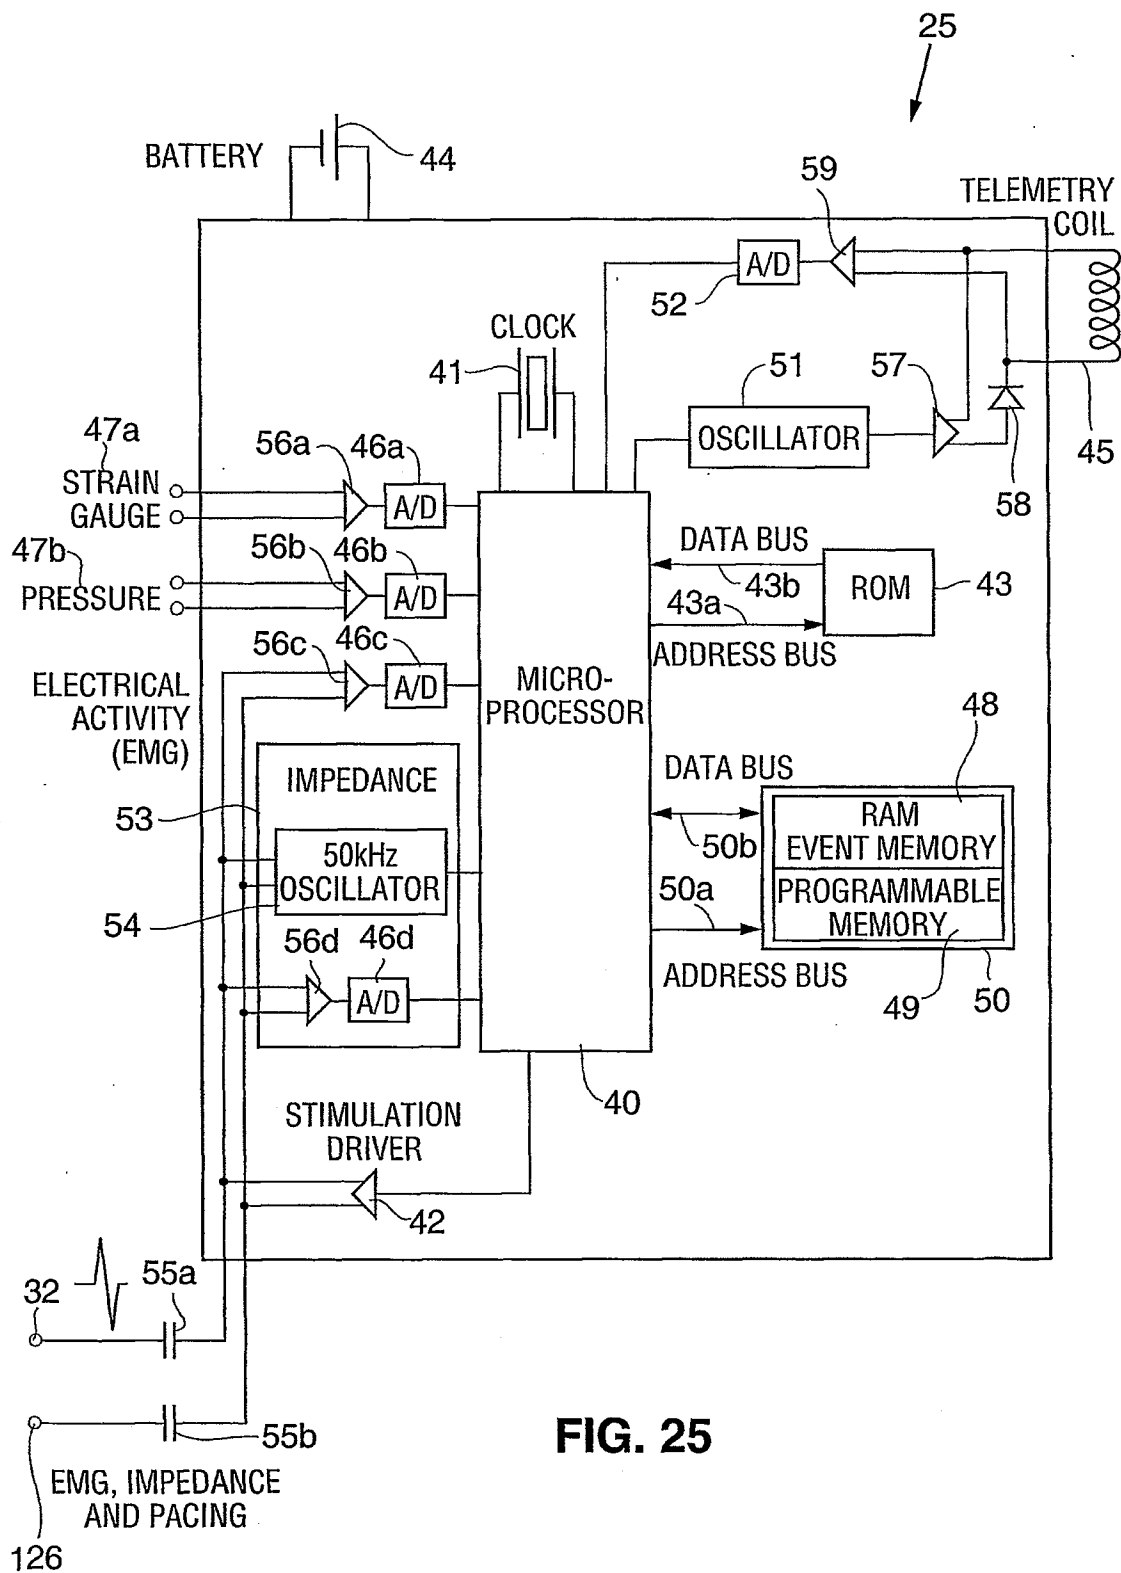 25
BATTERY
44
59
TELEMETRY
COIL
A/D
52
CLOCK
41
51
57
OSCILLATOR
45
58
47a
STRAIN
GAUGE
56a
46a
A/D
47b
PRESSURE
56b
46b
A/D
DATA BUS
43b
ROM
43
43a
ADDRESS BUS
56c
46c
A/D
ELECTRICAL
ACTIVITY
(EMG)
MICRO-
PROCESSOR
48
IMPEDANCE
53
DATA BUS
50b
RAM
EVENT MEMORY
50kHz
OSCILLATOR
54
50a
PROGRAMMABLE
MEMORY
56d
46d
A/D
ADDRESS BUS
49
50
40
STIMULATION
DRIVER
42
32
55a
55b
EMG, IMPEDANCE
AND PACING
126
FIG. 25